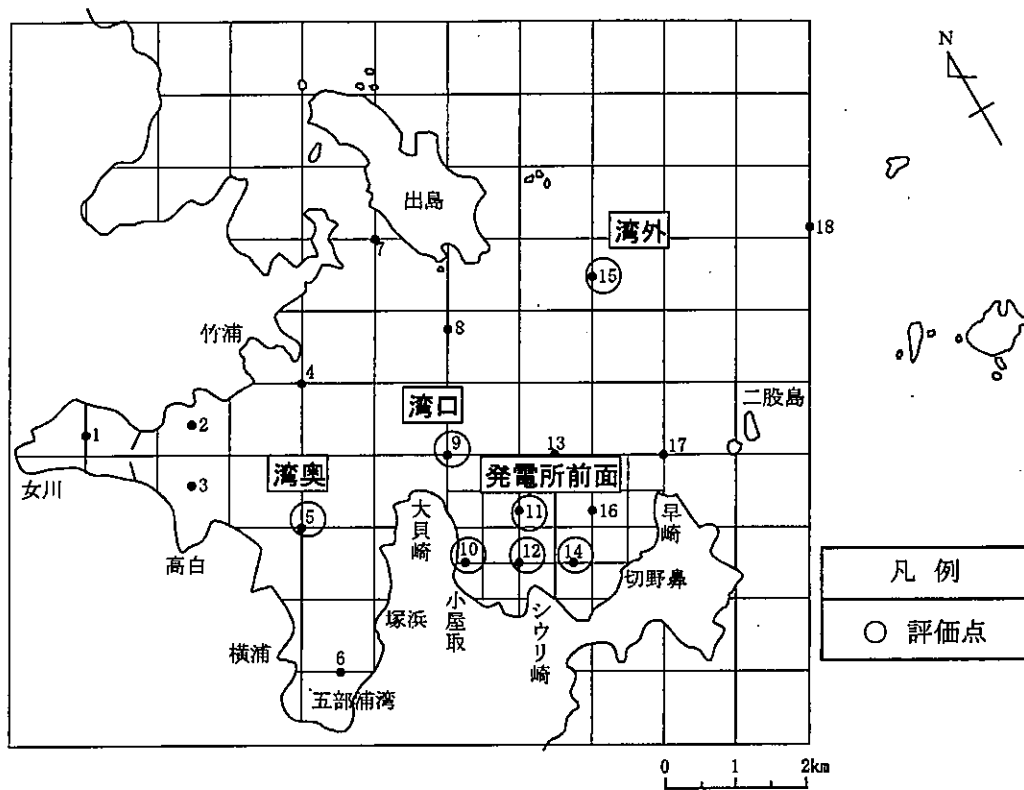 N
出島
湾外
18
7
15
竹浦
8
4
二股島
湾口
2
1
9
13
17
湾奥
発電所前面
女川
3
5
大貝崎
11
16
早崎
高白
10
12
14
切野鼻
小屋取
塚浜
シウリ崎
横浦
6
五部浦湾
凡例
○ 評価点
0 1 2km